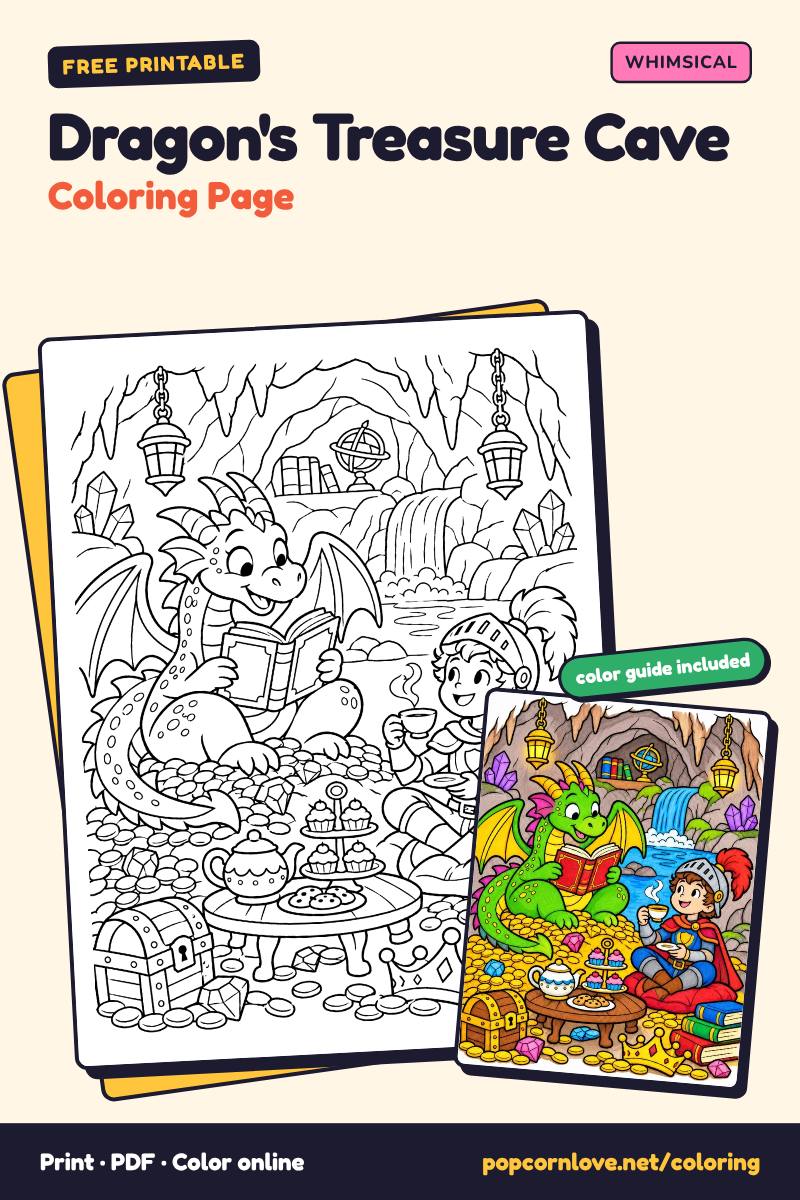 FREE PRINTABLE
WHIMSICAL
Dragon's Treasure Cave
Coloring Page
color guide included
Print · PDF · Color online
popcornlove.net/coloring